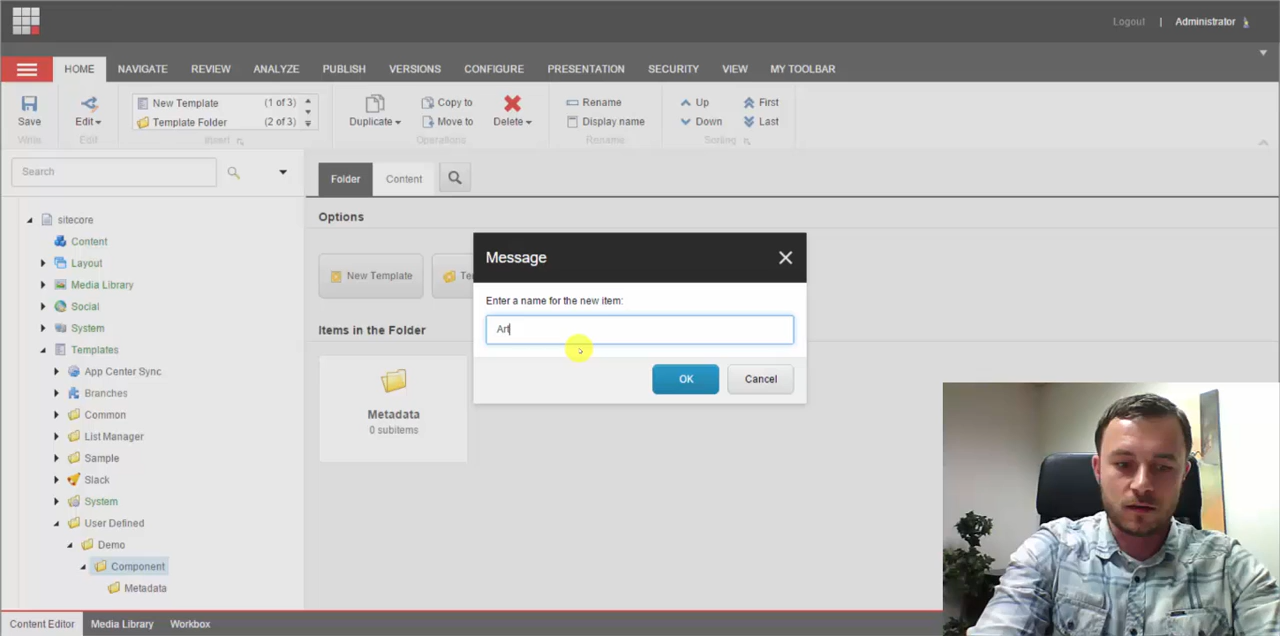 Logout | Administrator
HOME NAVIGATE REVIEW ANALYZE PUBLISH VERSIONS CONFIGURE PRESENTATION SECURITY VIEW MY TOOLBAR
New Template (1 of 3) Copy to Rename Up First
Save Edit Template Folder (2 of 3) Duplicate Move to Delete Display name Down Last
Write Edit Insert Operations Rename Sorting
Search
Folder Content
Options
New Template Te
Items in the Folder
Metadata
0 subitems
sitecore
Content
Layout
Media Library
Social
System
Templates
App Center Sync
Branches
Common
List Manager
Sample
Slack
System
User Defined
Demo
Component
Metadata
Message
Enter a name for the new item:
Art
OK Cancel
Content Editor Media Library Workbox